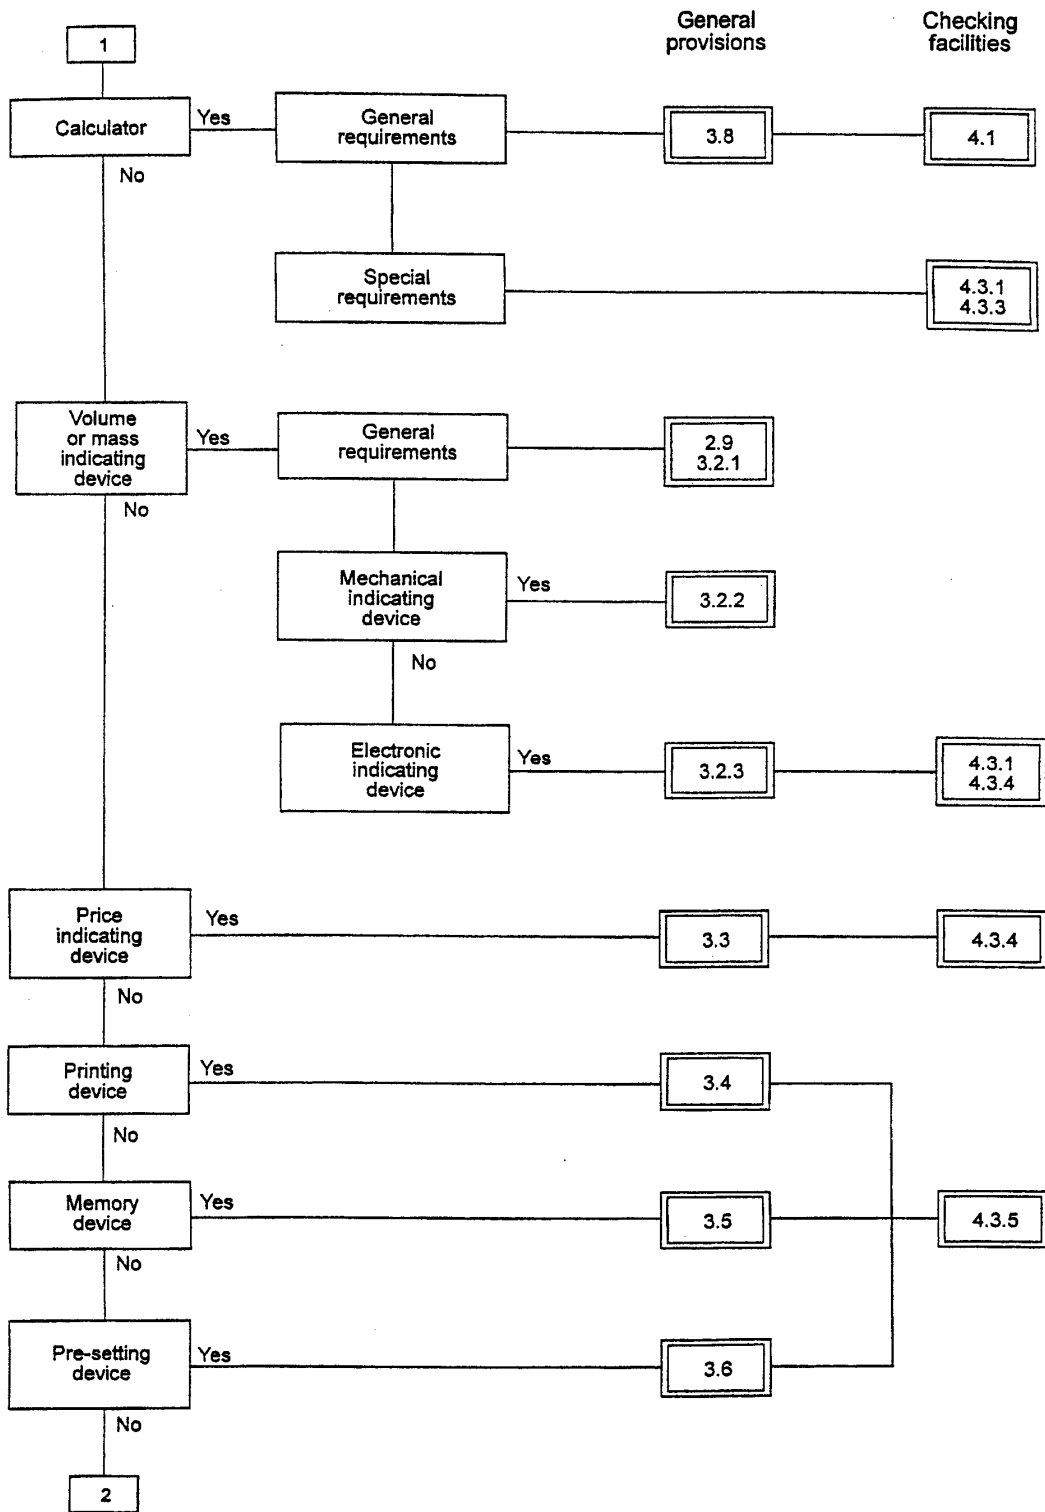 General
provisions
Checking
facilities
1
Calculator
Yes
General
requirements
3.8
4.1
No
Special
requirements
4.3.1
4.3.3
Volume
or mass
indicating
device
Yes
General
requirements
2.9
3.2.1
No
Mechanical
indicating
device
Yes
3.2.2
No
Electronic
indicating
device
Yes
3.2.3
4.3.1
4.3.4
Price
indicating
device
Yes
3.3
4.3.4
No
Printing
device
Yes
3.4
No
Memory
device
Yes
3.5
4.3.5
No
Pre-setting
device
Yes
3.6
No
2